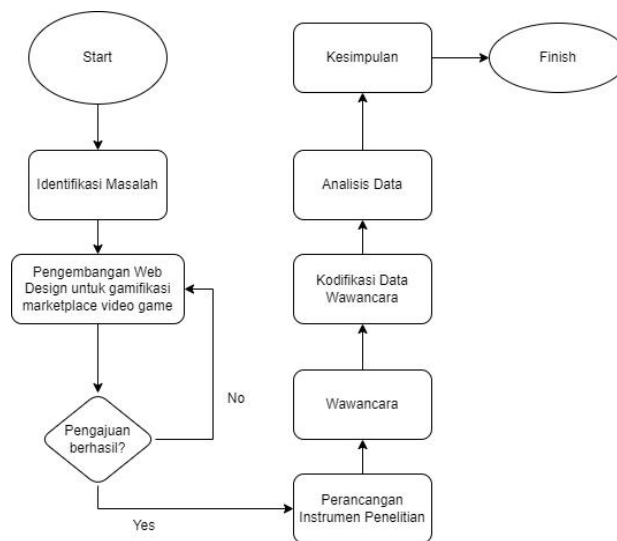 Start
Identifikasi Masalah
Pengembangan Web
Design untuk gamifikasi
marketplace video game
Pengajuan
berhasil?
No
Yes
Perancangan
Instrumen Penelitian
Wawancara
Kodifikasi Data
Wawancara
Analisis Data
Kesimpulan
Finish